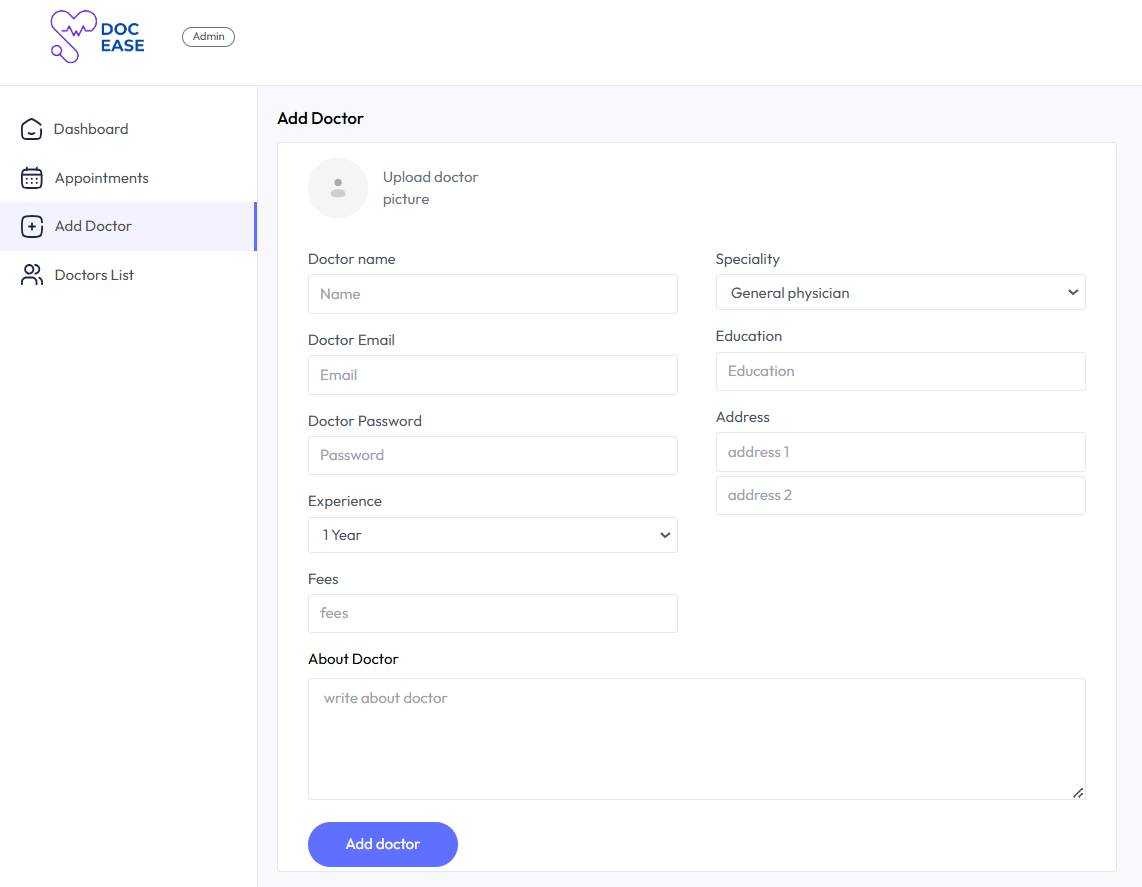 DOC
EASE
Admin
Dashboard
Appointments
Add Doctor
Doctors List
Add Doctor
Upload doctor
picture
Doctor name
Name
Doctor Email
Email
Doctor Password
Password
Experience
1 Year
Fees
fees
Speciality
General physician
Education
Education
Address
address 1
address 2
About Doctor
write about doctor
Add doctor